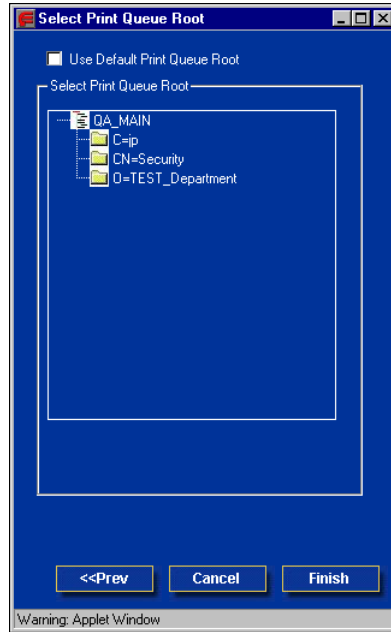 Select Print Queue Root
Use Default Print Queue Root
Select Print Queue Root
QA_MAIN
C=jp
CN=Security
O=TEST_Department
<<Prev
Cancel
Finish
Warning: Applet Window